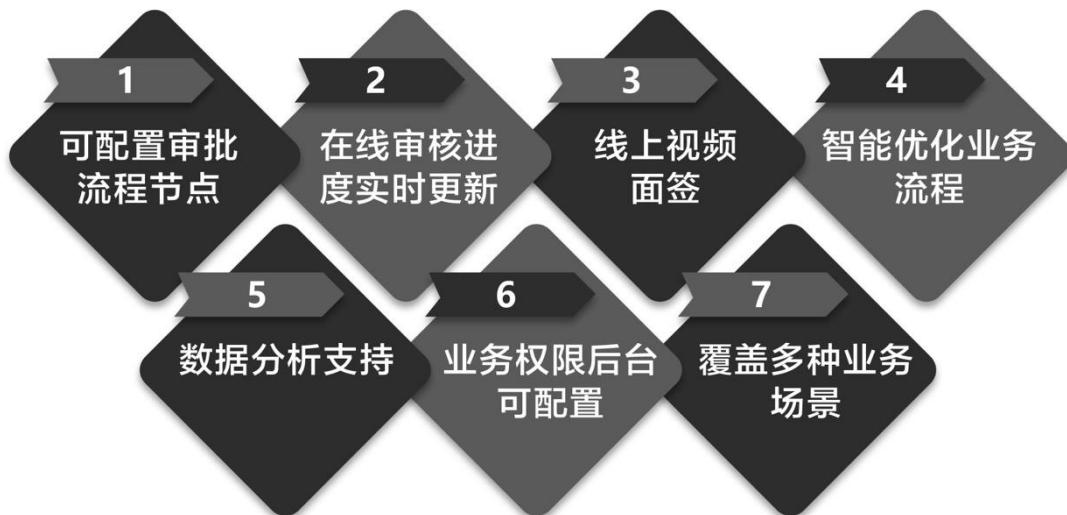 1
可配置审批
流程节点
2
在线审核进
度实时更新
3
线上视频
面签
4
智能优化业务
流程
5
数据分析支持
6
业务权限后台
可配置
7
覆盖多种业务
场景